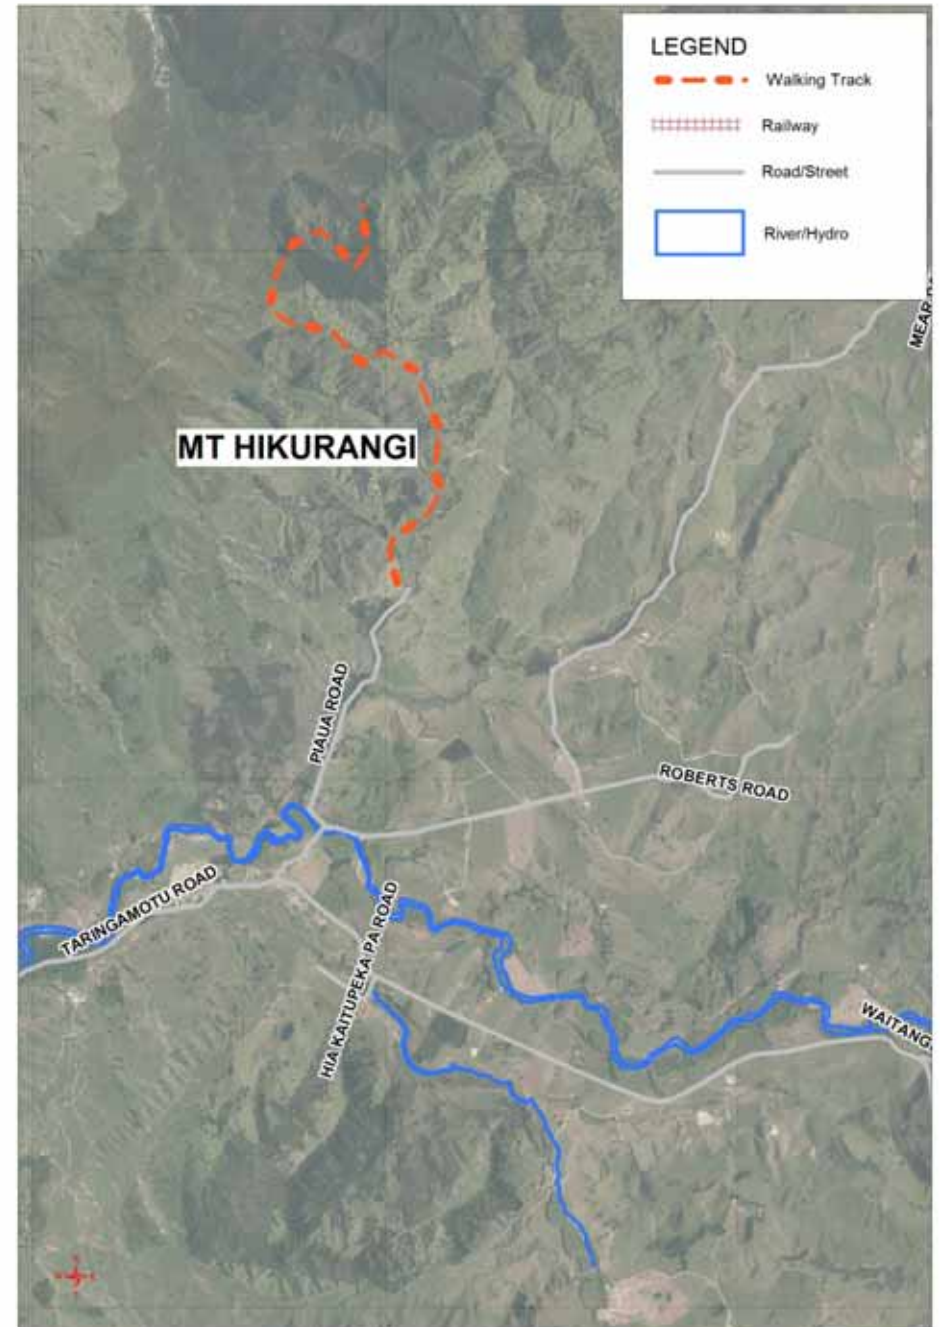 LEGEND
Walking Track
Railway
Road/Street
River/Hydro
MT HIKURANGI
PIAUA ROAD
ROBERTS ROAD
TARINGAMOTU ROAD
HIA KAITUPEKA PA ROAD